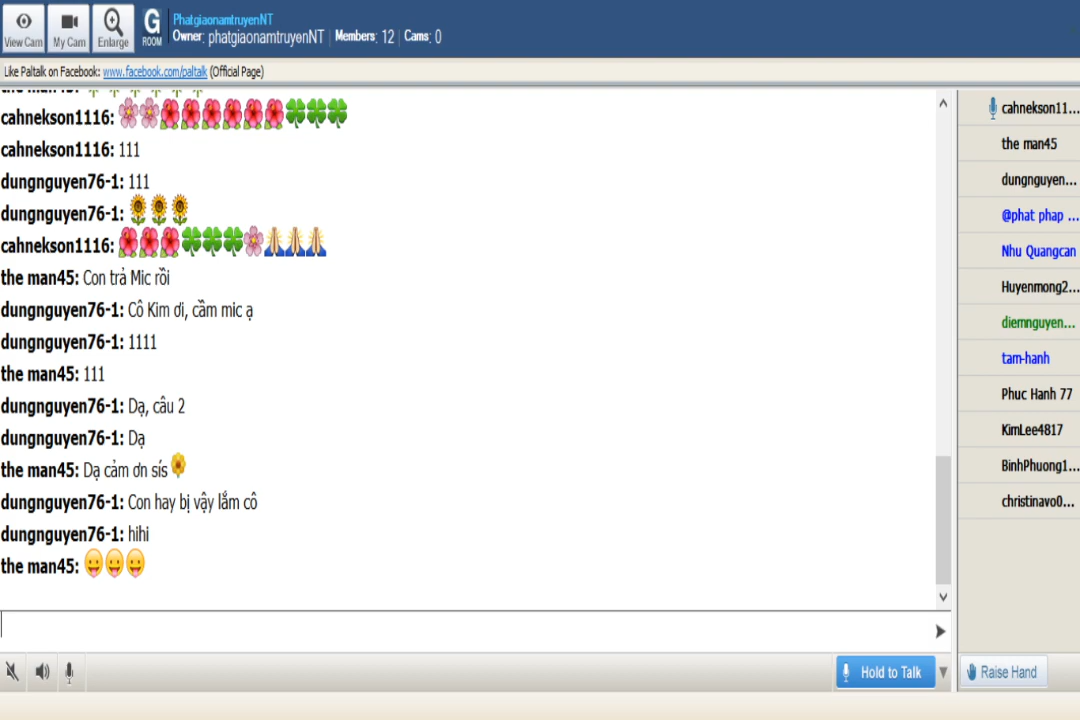 View Cam My Cam Enlarge G ROOM PhatgiaonamtruyenNT
Owner: phatgiaonamtruyenNT | Members: 12 | Cams: 0
Like Paltalk on Facebook: www.facebook.com/paltalk (Official Page)
the man45:
cahnekson1116:
cahnekson1116: 111
dungnguyen76-1: 111
dungnguyen76-1:
cahnekson1116:
the man45: Con trả Mic rồi
dungnguyen76-1: Cô Kim ơi, cầm mic ạ
dungnguyen76-1: 1111
the man45: 111
dungnguyen76-1: Dạ, câu 2
dungnguyen76-1: Dạ
the man45: Dạ cảm ơn sís
dungnguyen76-1: Con hay bị vậy lắm cô
dungnguyen76-1: hihi
the man45:
cahnekson11...
the man45
dungnguyen...
@phat phap ...
Nhu Quangcan
Huyenmong2...
diemnguyen...
tam-hanh
Phuc Hanh 77
KimLee4817
BinhPhuong1...
christinavo0...
Hold to Talk
Raise Hand